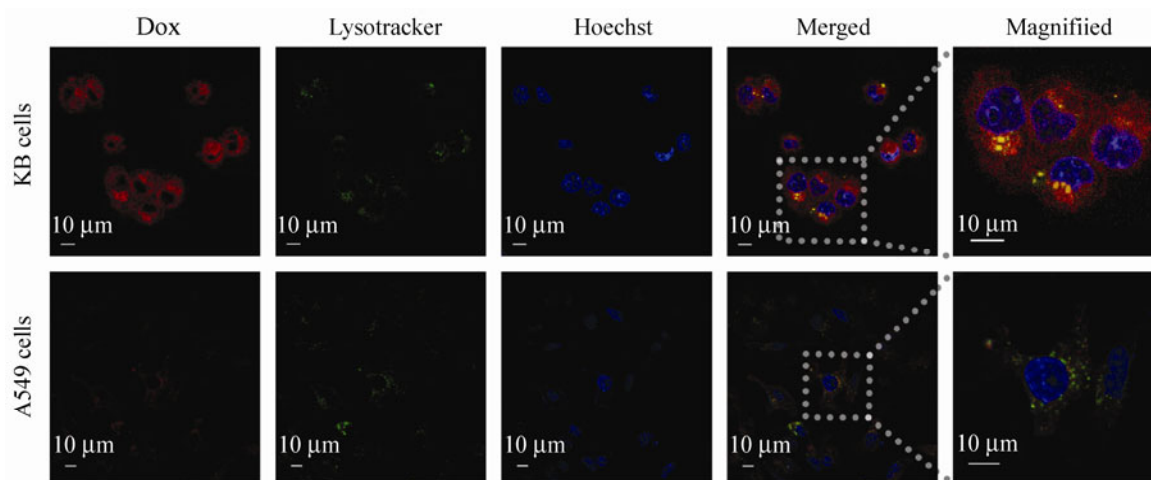 Dox Lysotracker Hoechst Merged Magnifiied
KB cells
10 μm 10 μm 10 μm 10 μm 10 μm
A549 cells
10 μm 10 μm 10 μm 10 μm 10 μm